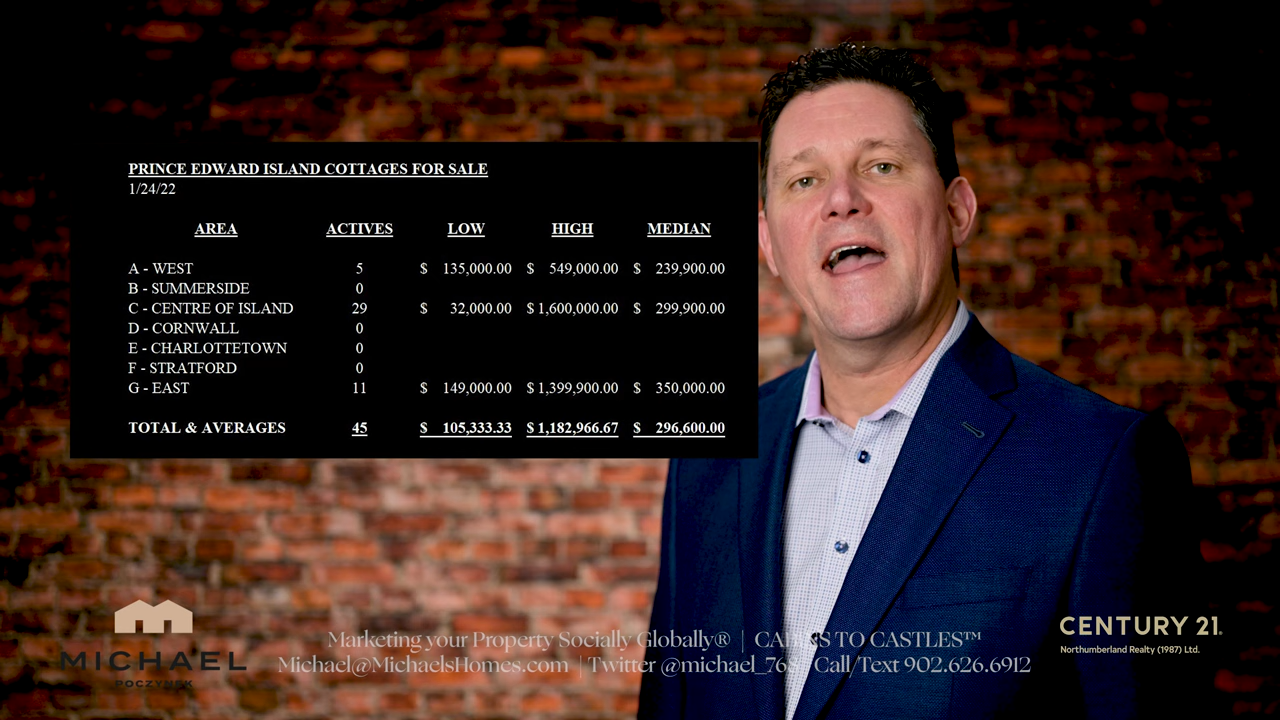 PRINCE EDWARD ISLAND COTTAGES FOR SALE
1/24/22
AREA ACTIVES LOW HIGH MEDIAN
A - WEST 5 $ 135,000.00 $ 549,000.00 $ 239,900.00
B - SUMMERSIDE 0
C - CENTRE OF ISLAND 29 $ 32,000.00 $ 1,600,000.00 $ 299,900.00
D - CORNWALL 0
E - CHARLOTTETOWN 0
F - STRATFORD 0
G - EAST 11 $ 149,000.00 $ 1,399,900.00 $ 350,000.00
TOTAL & AVERAGES 45 $ 105,333.33 $ 1,182,966.67 $ 296,600.00
MICHAEL
POCZYNEK
Marketing your Property Socially Globally® | TO CASTLES™
Michael@MichaelsHomes.com | Twitter Call/Text 902.626.6912
CENTURY 21®
Northumberland Realty (1987) Ltd.